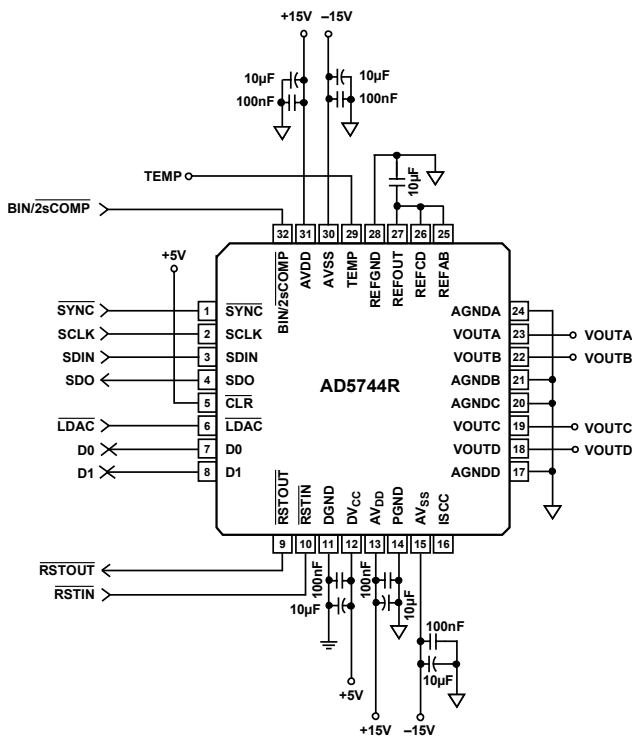 +15V –15V
10µF
100nF
10µF
100nF
TEMP
10µF
BIN/2sCOMP
32 31 30 29 28 27 26 25
BIN/2sCOMP
AVDD
AVSS
TEMP
REFGND
REFOUT
REFCD
REFAB
+5V
SYNC 1 SYNC
SCLK 2 SCLK
SDIN 3 SDIN
SDO 4 SDO
5 CLR
LDAC 6 LDAC
D0 7 D0
D1 8 D1
AD5744R
AGNDA 24
VOUTA 23 VOUTA
VOUTB 22 VOUTB
AGNDB 21
AGNDC 20
VOUTC 19 VOUTC
VOUTD 18 VOUTD
AGNDD 17
RSTOUT
RSTIN
DGND
DVCC
AVDD
PGND
AVSS
ISCC
9 10 11 12 13 14 15 16
RSTOUT
RSTIN
100nF
10µF
100nF
10µF
100nF
10µF
+5V
+15V –15V